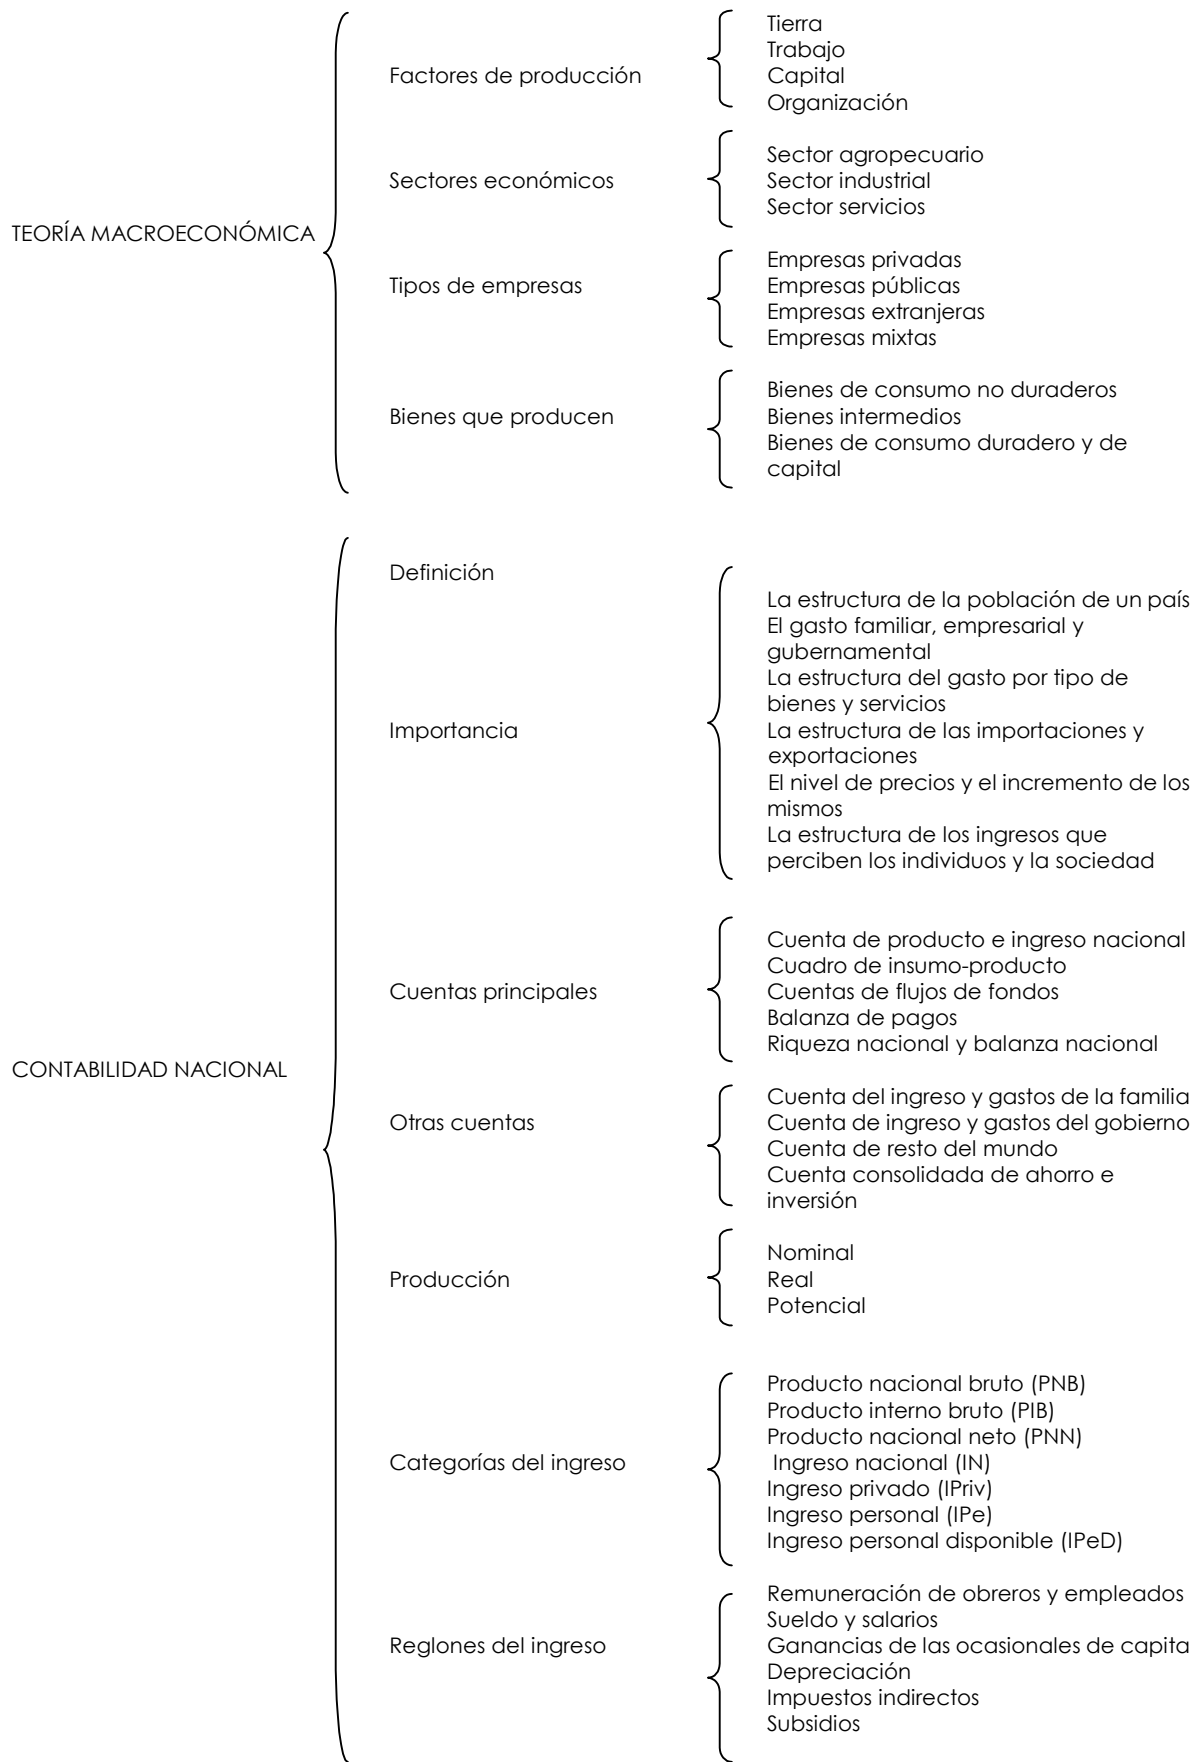 Factores de producción
Tierra
Trabajo
Capital
Organización
Sectores económicos
Sector agropecuario
Sector industrial
Sector servicios
TEORÍA MACROECONÓMICA
Tipos de empresas
Empresas privadas
Empresas públicas
Empresas extranjeras
Empresas mixtas
Bienes que producen
Bienes de consumo no duraderos
Bienes intermedios
Bienes de consumo duradero y de
capital
Definición
Importancia
La estructura de la población de un país
El gasto familiar, empresarial y
gubernamental
La estructura del gasto por tipo de
bienes y servicios
La estructura de las importaciones y
exportaciones
El nivel de precios y el incremento de los
mismos
La estructura de los ingresos que
perciben los individuos y la sociedad
Cuentas principales
Cuenta de producto e ingreso nacional
Cuadro de insumo-producto
Cuentas de flujos de fondos
Balanza de pagos
Riqueza nacional y balanza nacional
CONTABILIDAD NACIONAL
Otras cuentas
Cuenta del ingreso y gastos de la familia
Cuenta de ingreso y gastos del gobierno
Cuenta de resto del mundo
Cuenta consolidada de ahorro e
inversión
Producción
Nominal
Real
Potencial
Categorías del ingreso
Producto nacional bruto (PNB)
Producto interno bruto (PIB)
Producto nacional neto (PNN)
Ingreso nacional (IN)
Ingreso privado (IPriv)
Ingreso personal (IPe)
Ingreso personal disponible (IPeD)
Reglones del ingreso
Remuneración de obreros y empleados
Sueldo y salarios
Ganancias de las ocasionales de capita
Depreciación
Impuestos indirectos
Subsidios